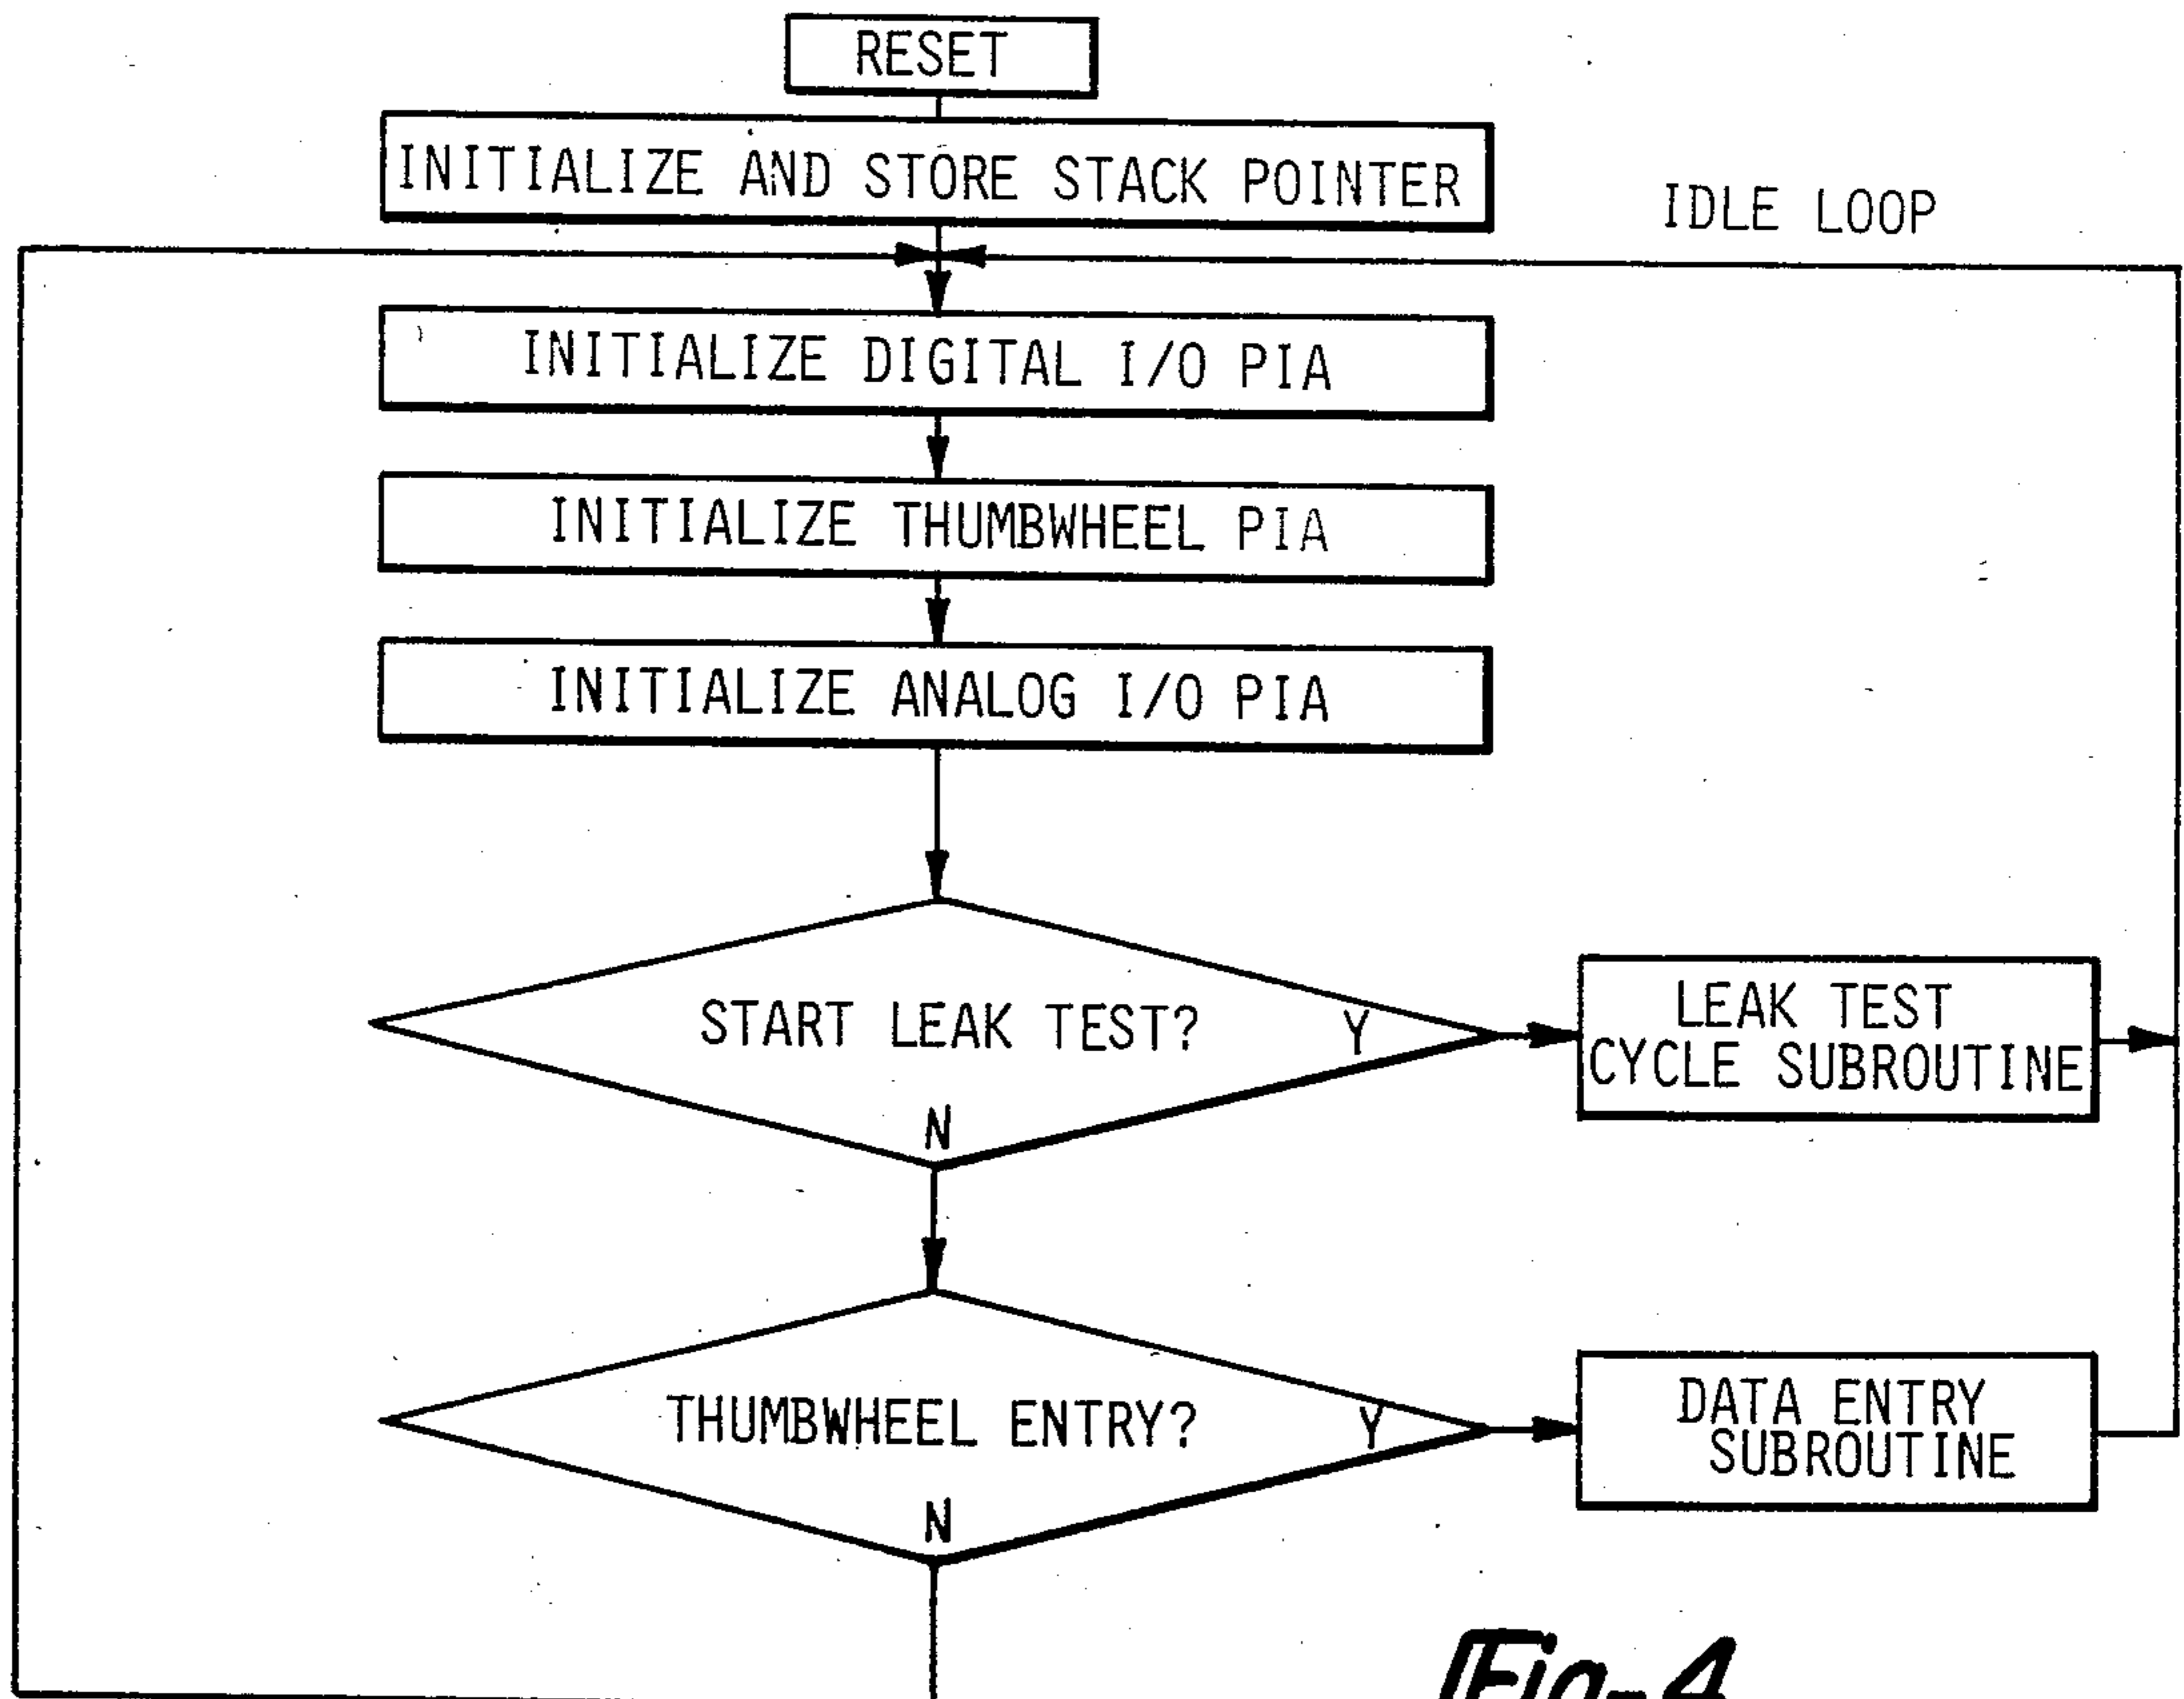 RESET
INITIALIZE AND STORE STACK POINTER
IDLE LOOP
INITIALIZE DIGITAL I/O PIA
INITIALIZE THUMBWHEEL PIA
INITIALIZE ANALOG I/O PIA
START LEAK TEST?
Y
N
LEAK TEST
CYCLE SUBROUTINE
THUMBWHEEL ENTRY?
Y
N
DATA ENTRY
SUBROUTINE
Fig-4